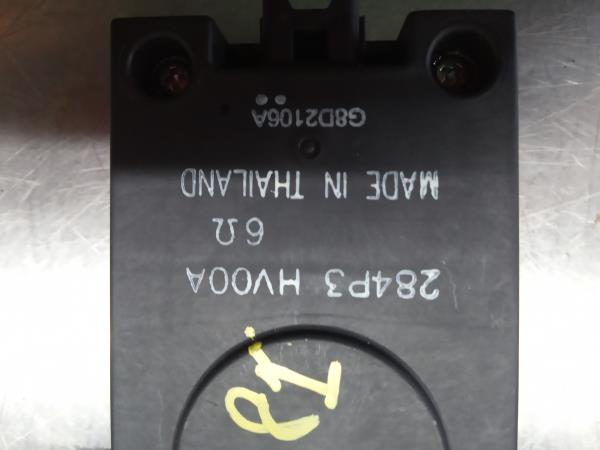 284P3 HV00A
6Ω
MADE IN THAILAND
G8D2106A